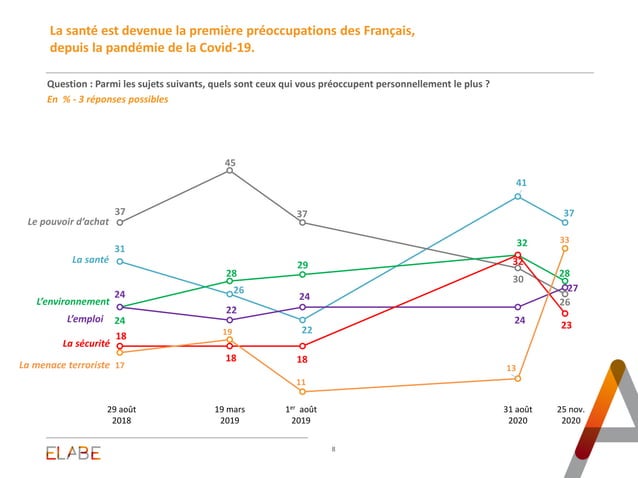 La santé est devenue la première préoccupations des Français,
depuis la pandémie de la Covid-19.
Question : Parmi les sujets suivants, quels sont ceux qui vous préoccupent personnellement le plus ?
En % - 3 réponses possibles
45
41
37
37
37
Le pouvoir d'achat
33
32
32
31
La santé
30
29
28
28
27
26
26
L'environnement
24
24
24
24
22
22
23
L'emploi
19
18
18
18
La sécurité
La menace terroriste
17
13
11
29 août
2018
19 mars
2019
1er août
2019
31 août
2020
25 nov.
2020
ELABE
8